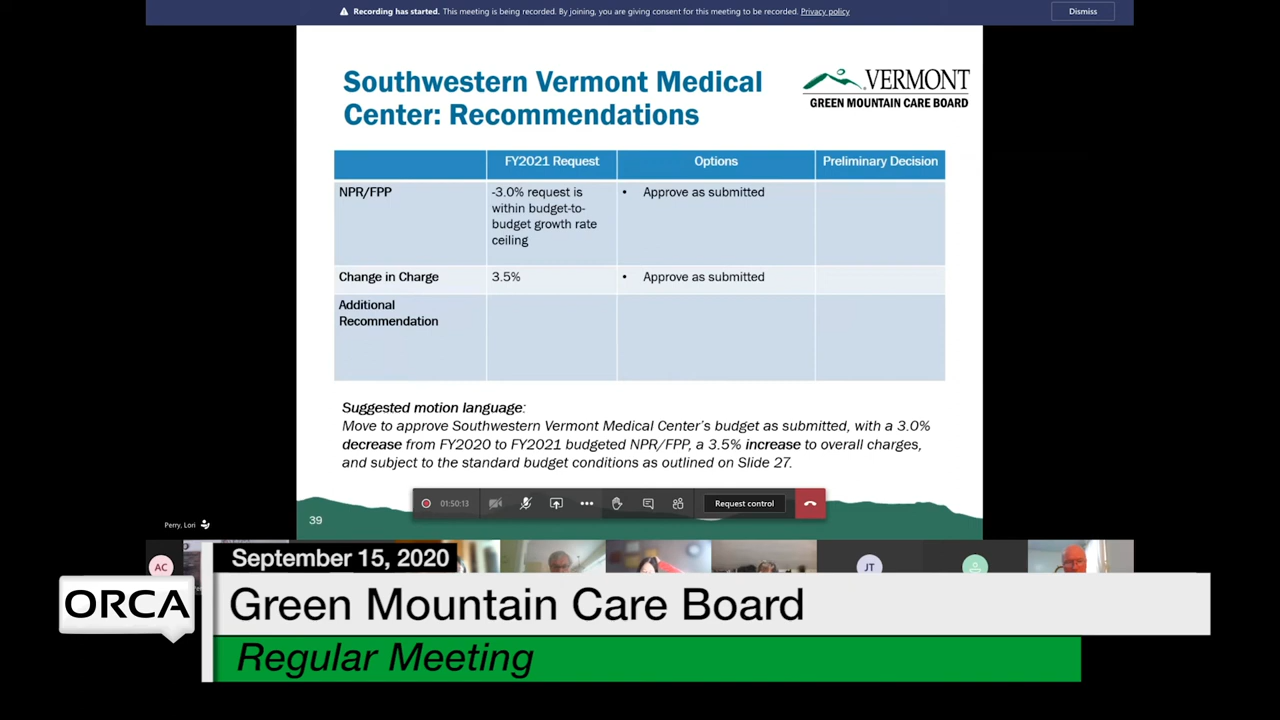 Recording has started. This meeting is being recorded. By joining, you are giving consent for this meeting to be recorded. Privacy policy
Dismiss
Southwestern Vermont Medical
Center: Recommendations
VERMONT
GREEN MOUNTAIN CARE BOARD
FY2021 Request
Options
Preliminary Decision
NPR/FPP
-3.0% request is
within budget-to-
budget growth rate
ceiling
• Approve as submitted
Change in Charge
3.5%
• Approve as submitted
Additional
Recommendation
Suggested motion language:
Move to approve Southwestern Vermont Medical Center's budget as submitted, with a 3.0%
decrease from FY2020 to FY2021 budgeted NPR/FPP, a 3.5% increase to overall charges,
and subject to the standard budget conditions as outlined on Slide 27.
01:50:13
Request control
39
Perry, Lori
AC
JT
September 15, 2020
ORCA
Green Mountain Care Board
Regular Meeting